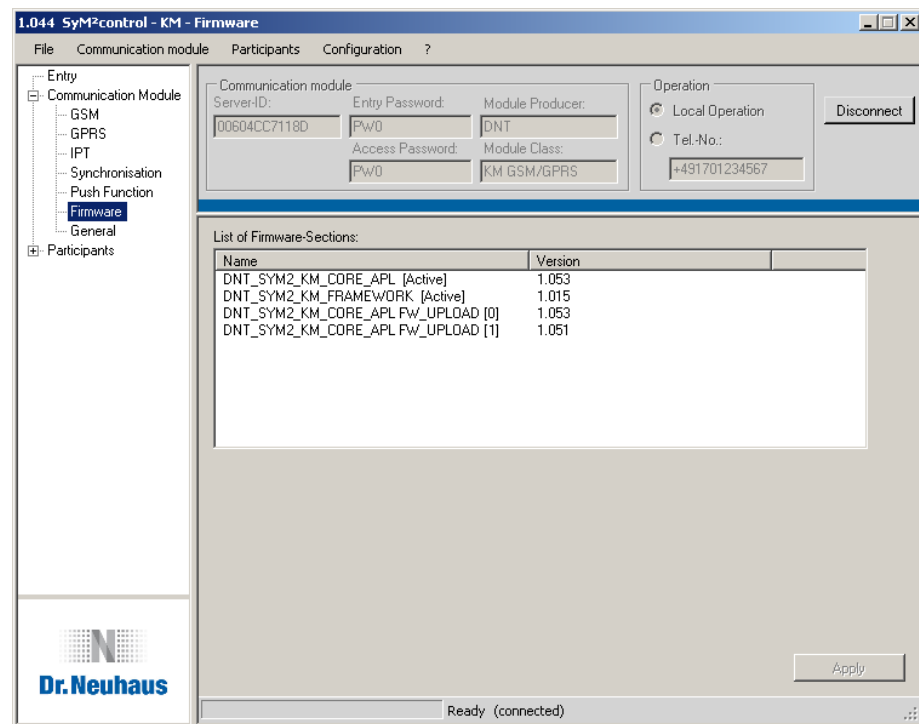 1.044 SyM²control - KM - Firmware
File Communication module Participants Configuration ?
Entry
Communication Module
GSM
GPRS
IPT
Synchronisation
Push Function
Firmware
General
Participants
Communication module
Server-ID: Entry Password: Module Producer:
00604CC7118D PW0 DNT
Access Password: Module Class:
PW0 KM GSM/GPRS
Operation
Local Operation
Tel.-No.:
+491701234567
Disconnect
List of Firmware-Sections:
Name Version
DNT_SYM2_KM_CORE_APL [Active] 1.053
DNT_SYM2_KM_FRAMEWORK [Active] 1.015
DNT_SYM2_KM_CORE_APL FW_UPLOAD [0] 1.053
DNT_SYM2_KM_CORE_APL FW_UPLOAD [1] 1.051
N
Dr.Neuhaus
Apply
Ready (connected)